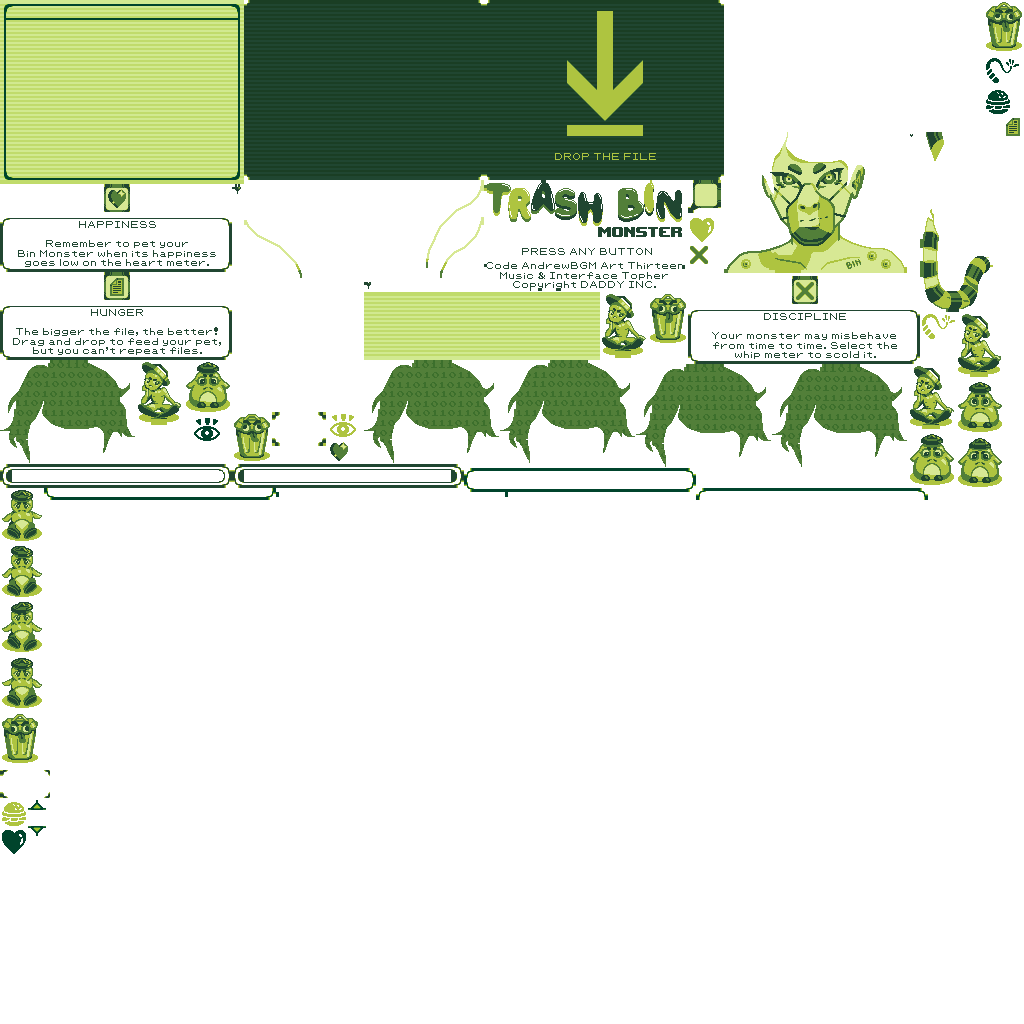 DROP THE FILE
TRASH BIN
MONSTER
PRESS ANY BUTTON
Code AndrewBGM Art Thirteen
Music & Interface Topher
Copyright DADDY INC.
HAPPINESS
Remember to pet your
Bin Monster when its happiness
goes low on the heart meter.
HUNGER
The bigger the file, the better!
Drag and drop to feed your pet,
but you can't repeat files.
BIN
DISCIPLINE
Your monster may misbehave
from time to time. Select the
whip meter to scold it.